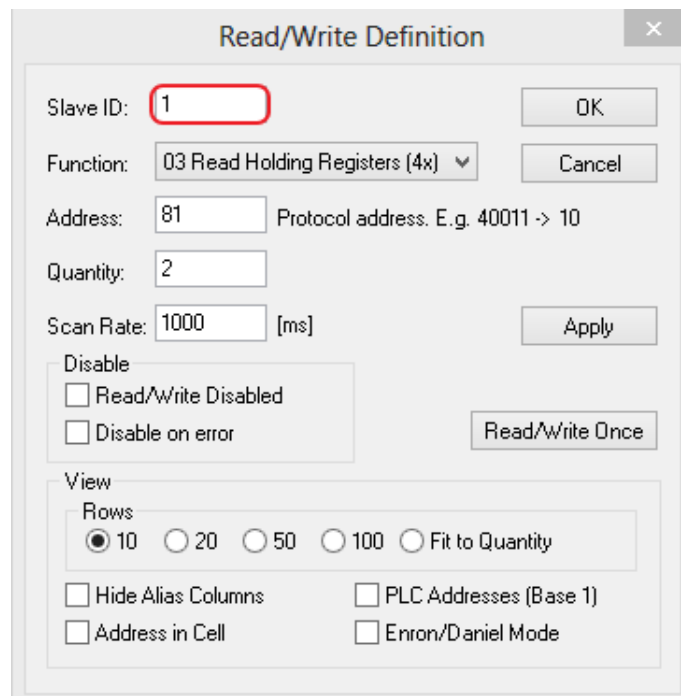 Read/Write Definition
Slave ID: 1 OK
Function: 03 Read Holding Registers (4x) Cancel
Address: 81 Protocol address. E.g. 40011 -> 10
Quantity: 2
Scan Rate: 1000 [ms] Apply
Disable
Read/Write Disabled
Disable on error
Read/Write Once
View
Rows
10 20 50 100 Fit to Quantity
Hide Alias Columns PLC Addresses (Base 1)
Address in Cell Enron/Daniel Mode